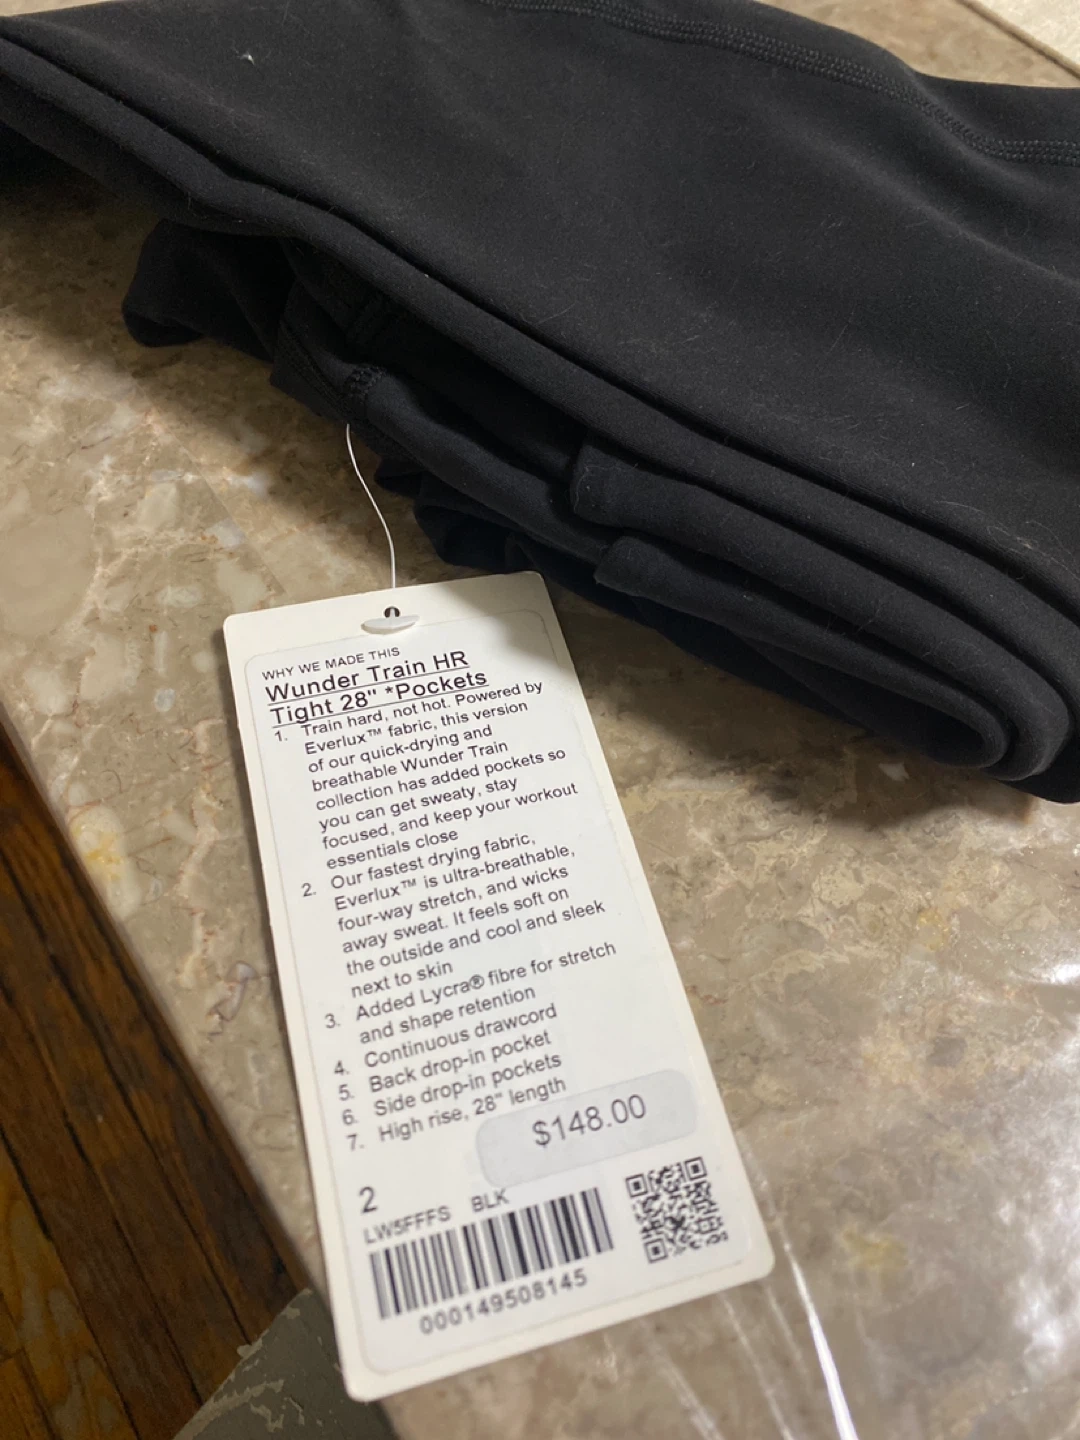 WHY WE MADE THIS
Wunder Train HR
Tight 28" *Pockets
1. Train hard, not hot. Powered by
Everlux™ fabric, this version
of our quick-drying and
breathable Wunder Train
collection has added pockets so
you can get sweaty, stay
focused, and keep your workout
essentials close
2. Our fastest drying fabric,
Everlux™ is ultra-breathable,
four-way stretch, and wicks
away sweat. It feels soft on
the outside and cool and sleek
next to skin
3. Added Lycra® fibre for stretch
and shape retention
4. Continuous drawcord
5. Back drop-in pocket
6. Side drop-in pockets
7. High rise, 28" length
$148.00
2
LW5FFFS BLK
000149508145